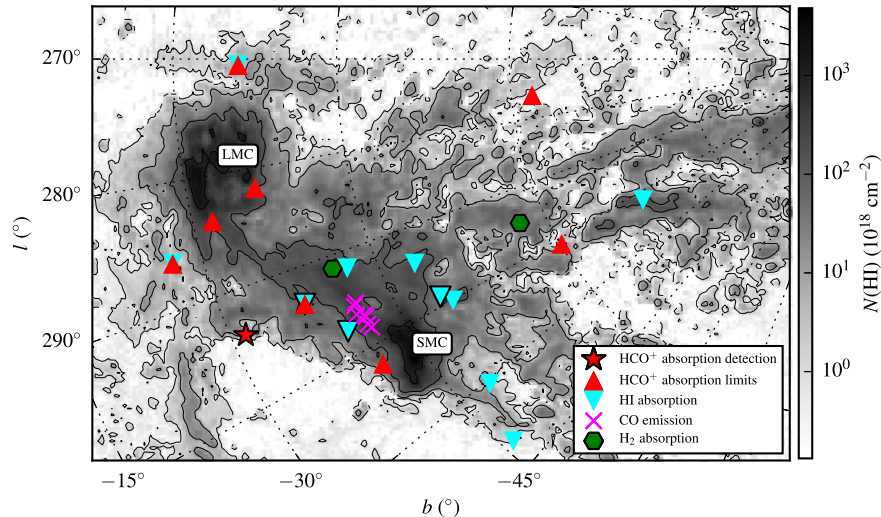 270°
280°
290°
l (°)
LMC
SMC
HCO⁺ absorption detection
HCO⁺ absorption limits
HI absorption
CO emission
H₂ absorption
−15°
−30°
−45°
b (°)
10³
10²
10¹
10⁰
N(HI) (10¹⁸ cm⁻²)